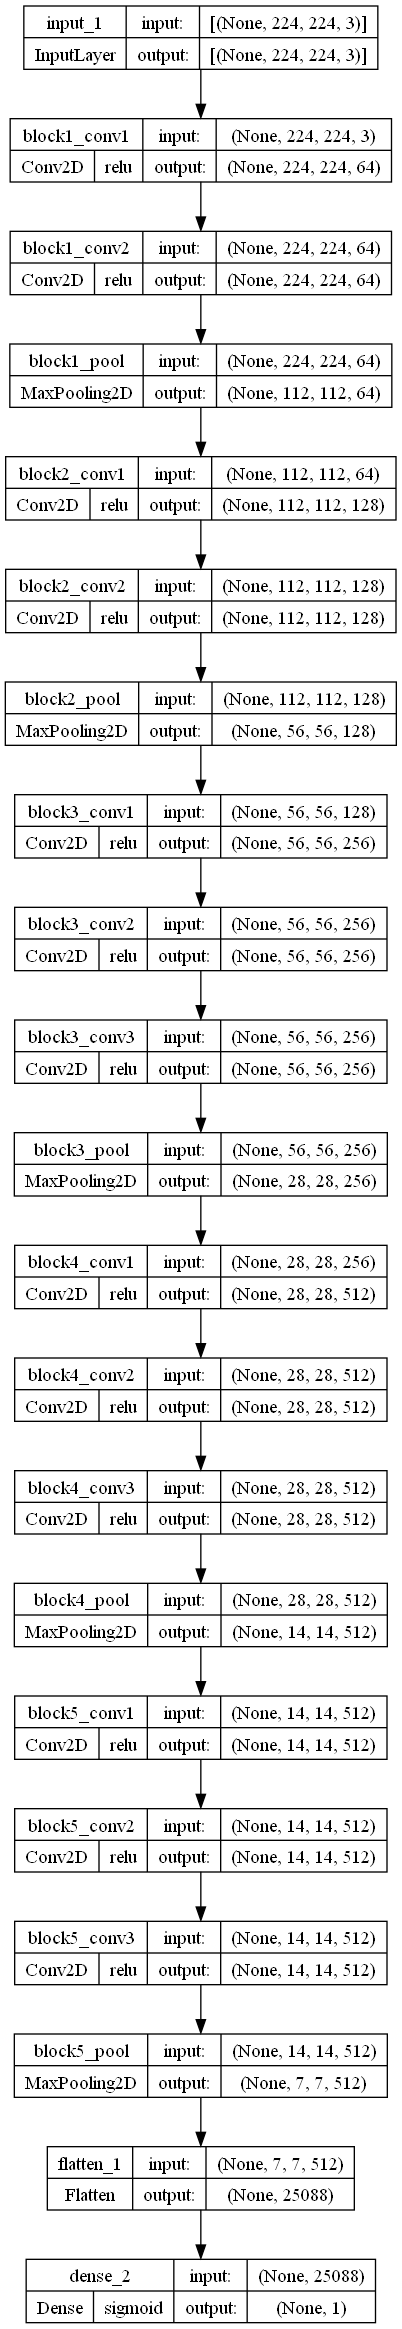 input_1 input: [(None, 224, 224, 3)]
InputLayer output: [(None, 224, 224, 3)]
block1_conv1 input: (None, 224, 224, 3)
Conv2D relu output: (None, 224, 224, 64)
block1_conv2 input: (None, 224, 224, 64)
Conv2D relu output: (None, 224, 224, 64)
block1_pool input: (None, 224, 224, 64)
MaxPooling2D output: (None, 112, 112, 64)
block2_conv1 input: (None, 112, 112, 64)
Conv2D relu output: (None, 112, 112, 128)
block2_conv2 input: (None, 112, 112, 128)
Conv2D relu output: (None, 112, 112, 128)
block2_pool input: (None, 112, 112, 128)
MaxPooling2D output: (None, 56, 56, 128)
block3_conv1 input: (None, 56, 56, 128)
Conv2D relu output: (None, 56, 56, 256)
block3_conv2 input: (None, 56, 56, 256)
Conv2D relu output: (None, 56, 56, 256)
block3_conv3 input: (None, 56, 56, 256)
Conv2D relu output: (None, 56, 56, 256)
block3_pool input: (None, 56, 56, 256)
MaxPooling2D output: (None, 28, 28, 256)
block4_conv1 input: (None, 28, 28, 256)
Conv2D relu output: (None, 28, 28, 512)
block4_conv2 input: (None, 28, 28, 512)
Conv2D relu output: (None, 28, 28, 512)
block4_conv3 input: (None, 28, 28, 512)
Conv2D relu output: (None, 28, 28, 512)
block4_pool input: (None, 28, 28, 512)
MaxPooling2D output: (None, 14, 14, 512)
block5_conv1 input: (None, 14, 14, 512)
Conv2D relu output: (None, 14, 14, 512)
block5_conv2 input: (None, 14, 14, 512)
Conv2D relu output: (None, 14, 14, 512)
block5_conv3 input: (None, 14, 14, 512)
Conv2D relu output: (None, 14, 14, 512)
block5_pool input: (None, 14, 14, 512)
MaxPooling2D output: (None, 7, 7, 512)
flatten_1 input: (None, 7, 7, 512)
Flatten output: (None, 25088)
dense_2 input: (None, 25088)
Dense sigmoid output: (None, 1)